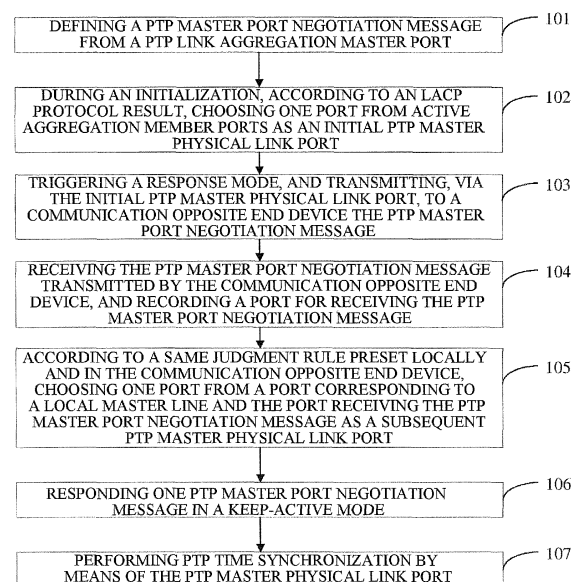 DEFINING A PTP MASTER PORT NEGOTIATION MESSAGE
FROM A PTP LINK AGGREGATION MASTER PORT
101
DURING AN INITIALIZATION, ACCORDING TO AN LACP
PROTOCOL RESULT, CHOOSING ONE PORT FROM ACTIVE
AGGREGATION MEMBER PORTS AS AN INITIAL PTP MASTER
PHYSICAL LINK PORT
102
TRIGGERING A RESPONSE MODE, AND TRANSMITTING, VIA
THE INITIAL PTP MASTER PHYSICAL LINK PORT, TO A
COMMUNICATION OPPOSITE END DEVICE THE PTP MASTER
PORT NEGOTIATION MESSAGE
103
RECEIVING THE PTP MASTER PORT NEGOTIATION MESSAGE
TRANSMITTED BY THE COMMUNICATION OPPOSITE END
DEVICE, AND RECORDING A PORT FOR RECEIVING THE PTP
MASTER PORT NEGOTIATION MESSAGE
104
ACCORDING TO A SAME JUDGMENT RULE PRESET LOCALLY
AND IN THE COMMUNICATION OPPOSITE END DEVICE,
CHOOSING ONE PORT FROM A PORT CORRESPONDING TO
A LOCAL MASTER LINE AND THE PORT RECEIVING THE PTP
MASTER PORT NEGOTIATION MESSAGE AS A SUBSEQUENT
PTP MASTER PHYSICAL LINK PORT
105
RESPONDING ONE PTP MASTER PORT NEGOTIATION
MESSAGE IN A KEEP-ACTIVE MODE
106
PERFORMING PTP TIME SYNCHRONIZATION BY
MEANS OF THE PTP MASTER PHYSICAL LINK PORT
107